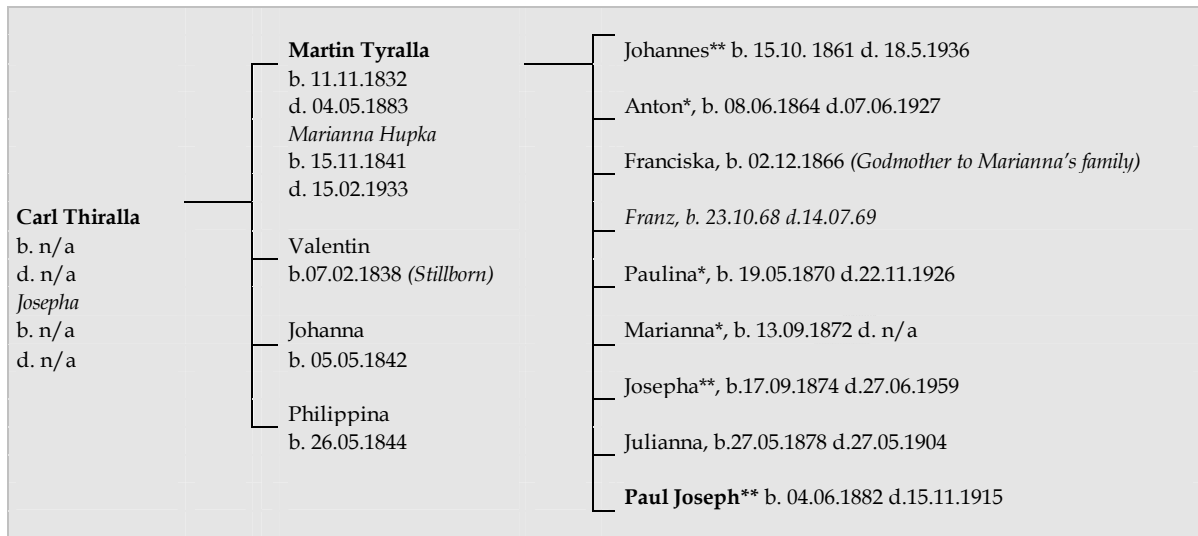 Carl Thiralla
b. n/a
d. n/a
Josepha
b. n/a
d. n/a
Martin Tyralla
b. 11.11.1832
d. 04.05.1883
Marianna Hupka
b. 15.11.1841
d. 15.02.1933
Valentin
b.07.02.1838 (Stillborn)
Johanna
b. 05.05.1842
Philippina
b. 26.05.1844
Johannes** b. 15.10. 1861 d. 18.5.1936
Anton*, b. 08.06.1864 d.07.06.1927
Franciska, b. 02.12.1866 (Godmother to Marianna's family)
Franz, b. 23.10.68 d.14.07.69
Paulina*, b. 19.05.1870 d.22.11.1926
Marianna*, b. 13.09.1872 d. n/a
Josepha**, b.17.09.1874 d.27.06.1959
Julianna, b.27.05.1878 d.27.05.1904
Paul Joseph** b. 04.06.1882 d.15.11.1915